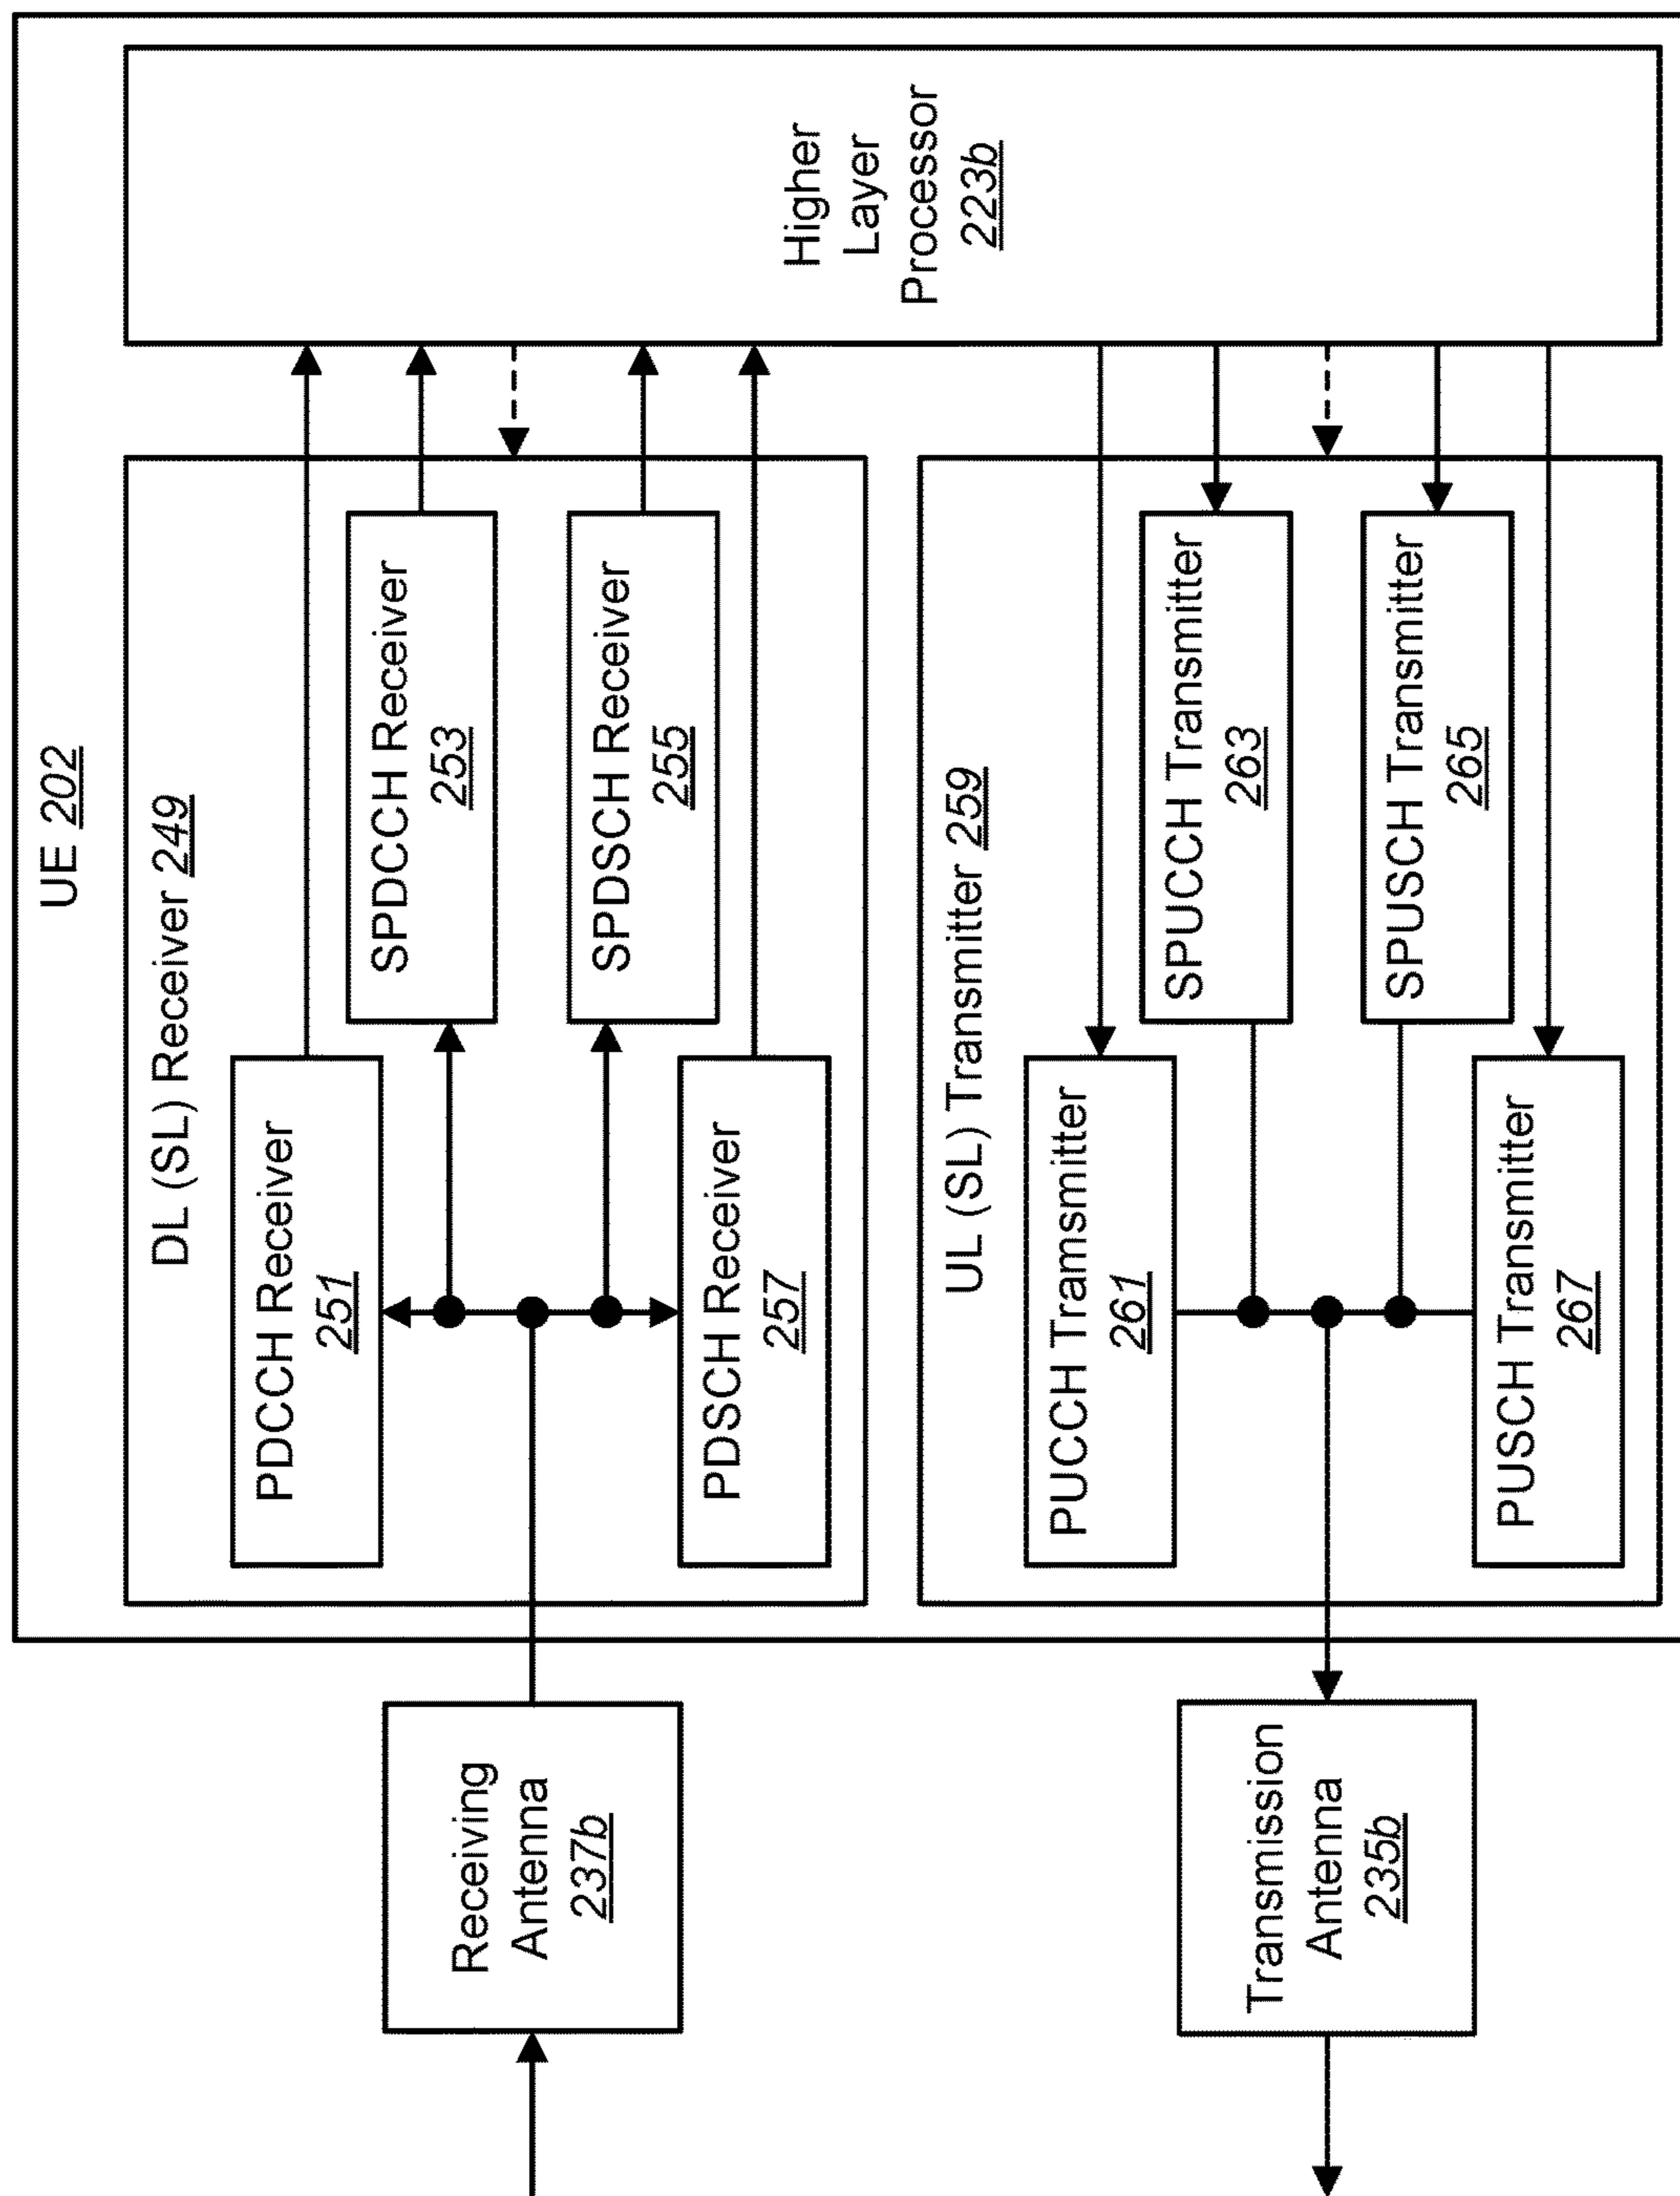 UE 202
DL (SL) Receiver 249
PDCCH Receiver
251
SPDCCH Receiver
253
SPDSCH Receiver
255
PDSCH Receiver
257
Receiving
Antenna
237b
Higher
Layer
Processor
223b
UL (SL) Transmitter 259
PUCCH Tramsmitter
261
SPUCCH Transmitter
263
SPUSCH Transmitter
265
PUSCH Transmitter
267
Transmission
Antenna
235b